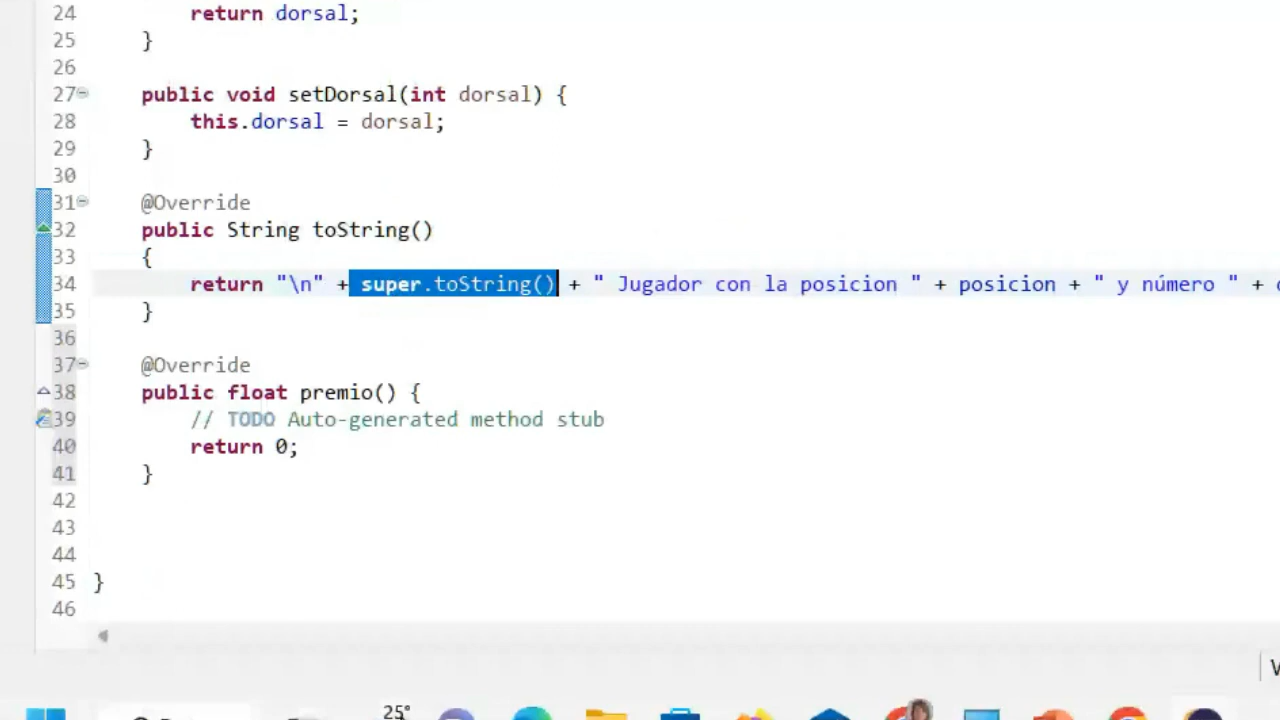 24 return dorsal;
25 }
26
27 public void setDorsal(int dorsal) {
28 this.dorsal = dorsal;
29 }
30
31 @Override
32 public String toString()
33 {
34 return "\n" + super.toString() + " Jugador con la posicion " + posicion + " y número " +
35 }
36
37 @Override
38 public float premio() {
39 // TODO Auto-generated method stub
40 return 0;
41 }
42
43
44
45 }
46
25°